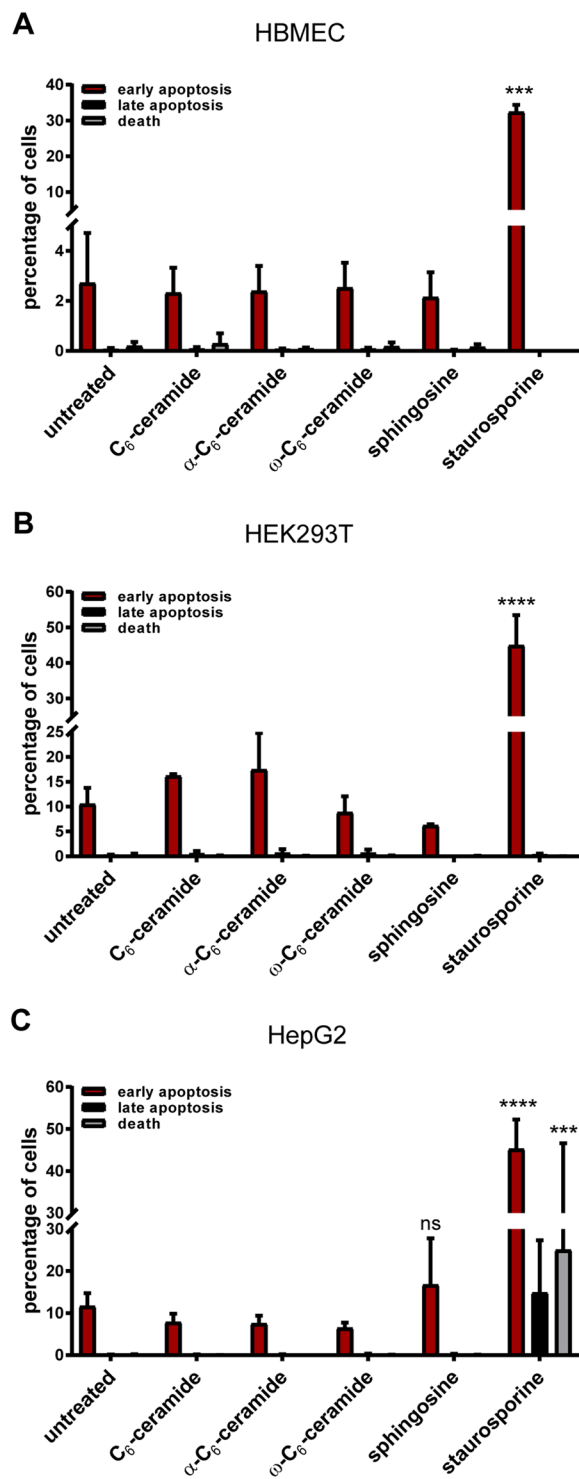 A
HBMEC
early apoptosis
late apoptosis
death
percentage of cells
40
30
20
10
4
2
0
***
untreated
C₆-ceramide
α-C₆-ceramide
ω-C₆-ceramide
sphingosine
staurosporine
B
HEK293T
early apoptosis
late apoptosis
death
percentage of cells
60
50
40
30
25
20
15
10
5
0
****
untreated
C₆-ceramide
α-C₆-ceramide
ω-C₆-ceramide
sphingosine
staurosporine
C
HepG2
early apoptosis
late apoptosis
death
percentage of cells
60
50
40
30
30
20
10
0
ns
****
***
untreated
C₆-ceramide
α-C₆-ceramide
ω-C₆-ceramide
sphingosine
staurosporine